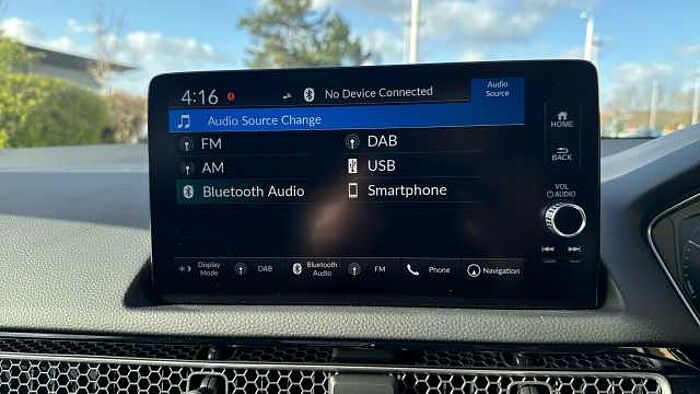 4:16 No Device Connected Audio Source
Audio Source Change
FM DAB
AM USB
Bluetooth Audio Smartphone
HOME
BACK
VOL
AUDIO
Display Mode DAB Bluetooth Audio FM Phone Navigation